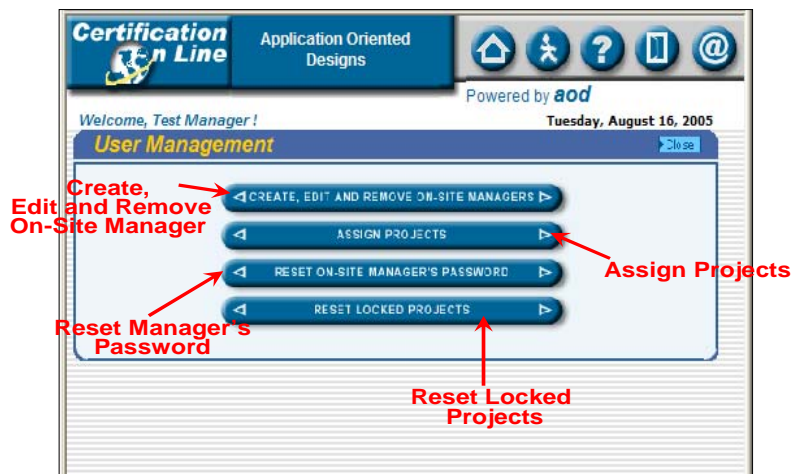 Certification
On Line
Application Oriented
Designs
?
@
Powered by aod
Welcome, Test Manager !
Tuesday, August 16, 2005
User Management
Close
CREATE, EDIT AND REMOVE ON-SITE MANAGERS
ASSIGN PROJECTS
RESET ON-SITE MANAGER'S PASSWORD
RESET LOCKED PROJECTS
Create,
Edit and Remove
On-Site Manager
Assign Projects
Reset Manager's
Password
Reset Locked
Projects